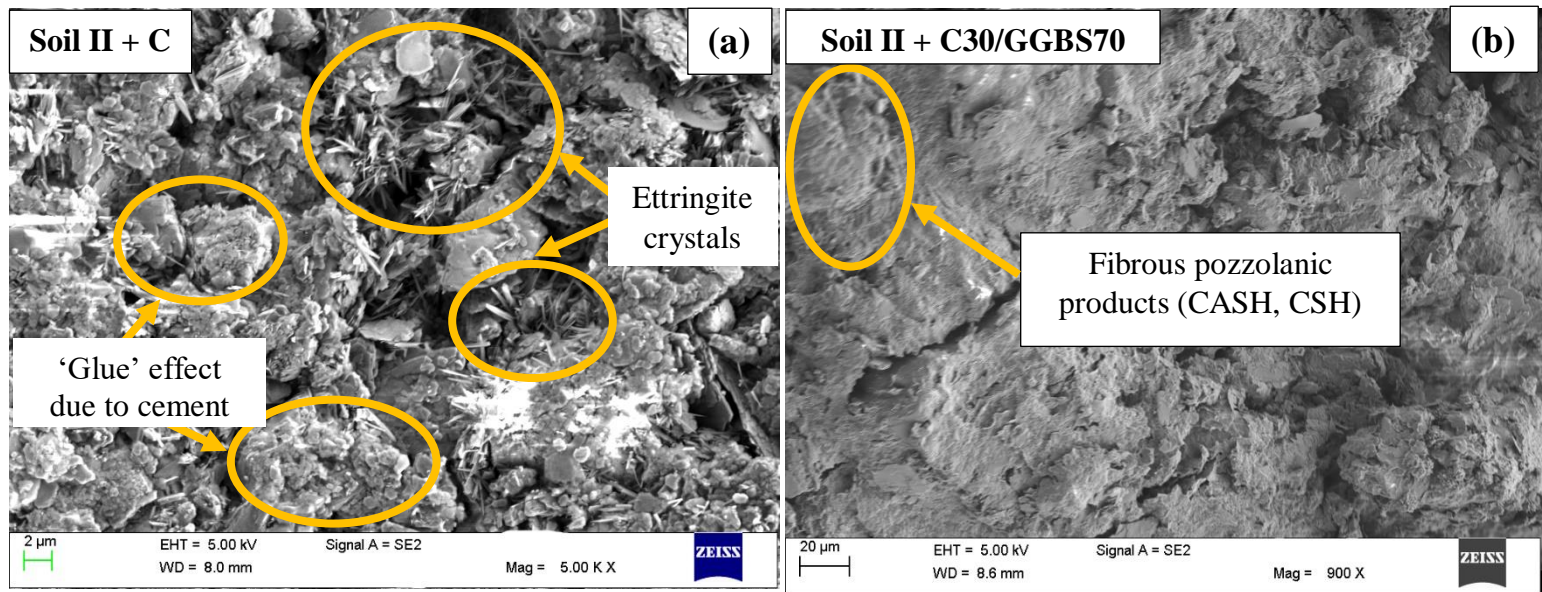 Soil II + C
(a)
Ettringite
crystals
‘Glue’ effect
due to cement
2 µm
EHT = 5.00 kV
Signal A = SE2
WD = 8.0 mm
Mag = 5.00 K X
ZEISS
Soil II + C30/GGBS70
(b)
Fibrous pozzolanic
products (CASH, CSH)
20 µm
EHT = 5.00 kV
Signal A = SE2
WD = 8.6 mm
Mag = 900 X
ZEISS